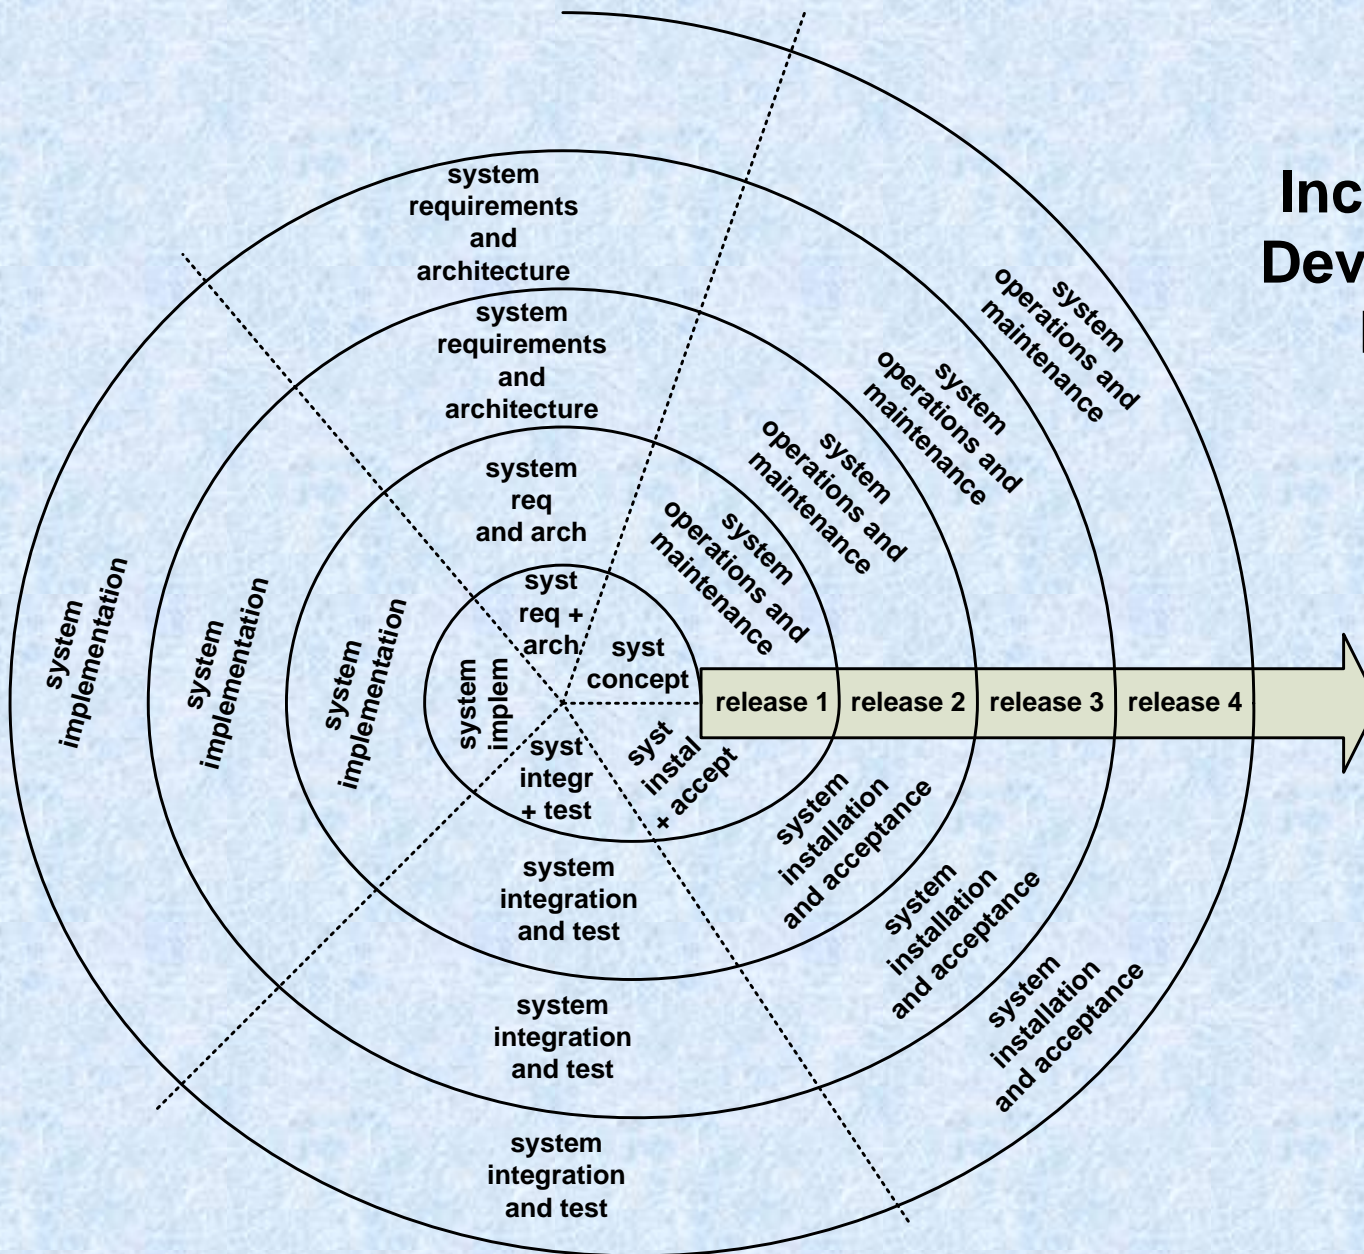 Inc
Dev
system
requirements
and
architecture
system
requirements
and
architecture
system
req
and arch
syst
req +
arch
syst
concept
system
operations and
maintenance
system
operations and
maintenance
system
operations and
maintenance
system
operations and
maintenance
system
implementation
system
implementation
system
implementation
system
implem
release 1
release 2
release 3
release 4
syst
integr
+ test
syst
instal
+ accept
system
integration
and test
system
integration
and test
system
integration
and test
system
installation
and acceptance
system
installation
and acceptance
system
installation
and acceptance